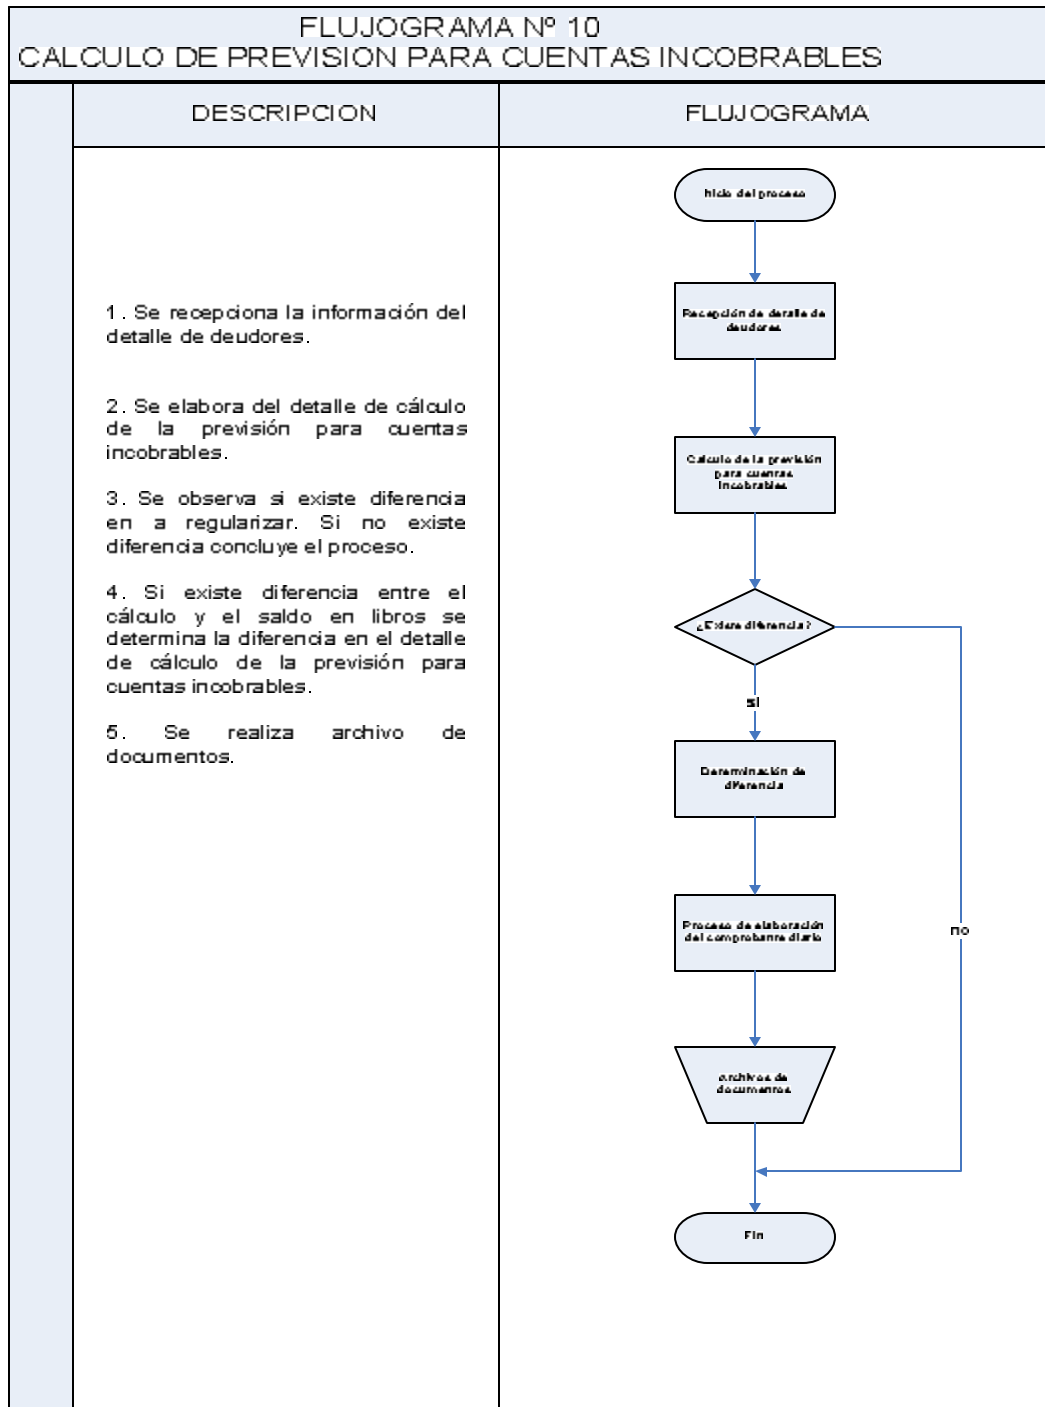 FLUJOGRAMA Nº 10
CALCULO DE PREVISION PARA CUENTAS INCOBRABLES
DESCRIPCION
FLUJOGRAMA
1. Se recepciona la información del
detalle de deudores.
2. Se elabora del detalle de cálculo
de la previsión para cuentas
incobrables.
3. Se observa si existe diferencia
en a regularizar. Si no existe
diferencia concluye el proceso.
4. Si existe diferencia entre el
cálculo y el saldo en libros se
determina la diferencia en el detalle
de cálculo de la previsión para
cuentas incobrables.
5. Se realiza archivo de
documentos.
Inicio del proceso
Recepción de detalle de
deudores
Calculo de la previsión
para cuentas
incobrables
¿Existe diferencia?
si
Determinación de
diferencia
Proceso de elaboración
del comprobante diario
no
Archivos de
documentos
Fin